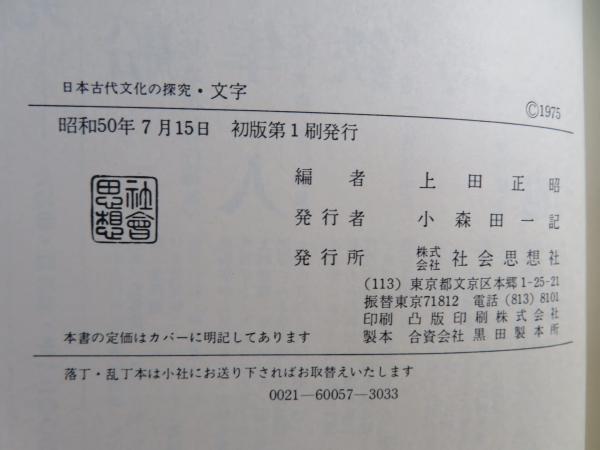 日本古代文化の探究・文字
©1975
昭和50年7月15日 初版第1刷発行
編者 上田正昭
発行者 小森田一記
発行所 株式会社 社会思想社
(113) 東京都文京区本郷1-25-21
振替東京71812 電話 (813) 8101
印刷 凸版印刷株式会社
製本 合資会社 黒田製本所
社會思想
本書の定価はカバーに明記してあります
落丁・乱丁本は小社にお送り下さればお取替えいたします
0021-60057-3033